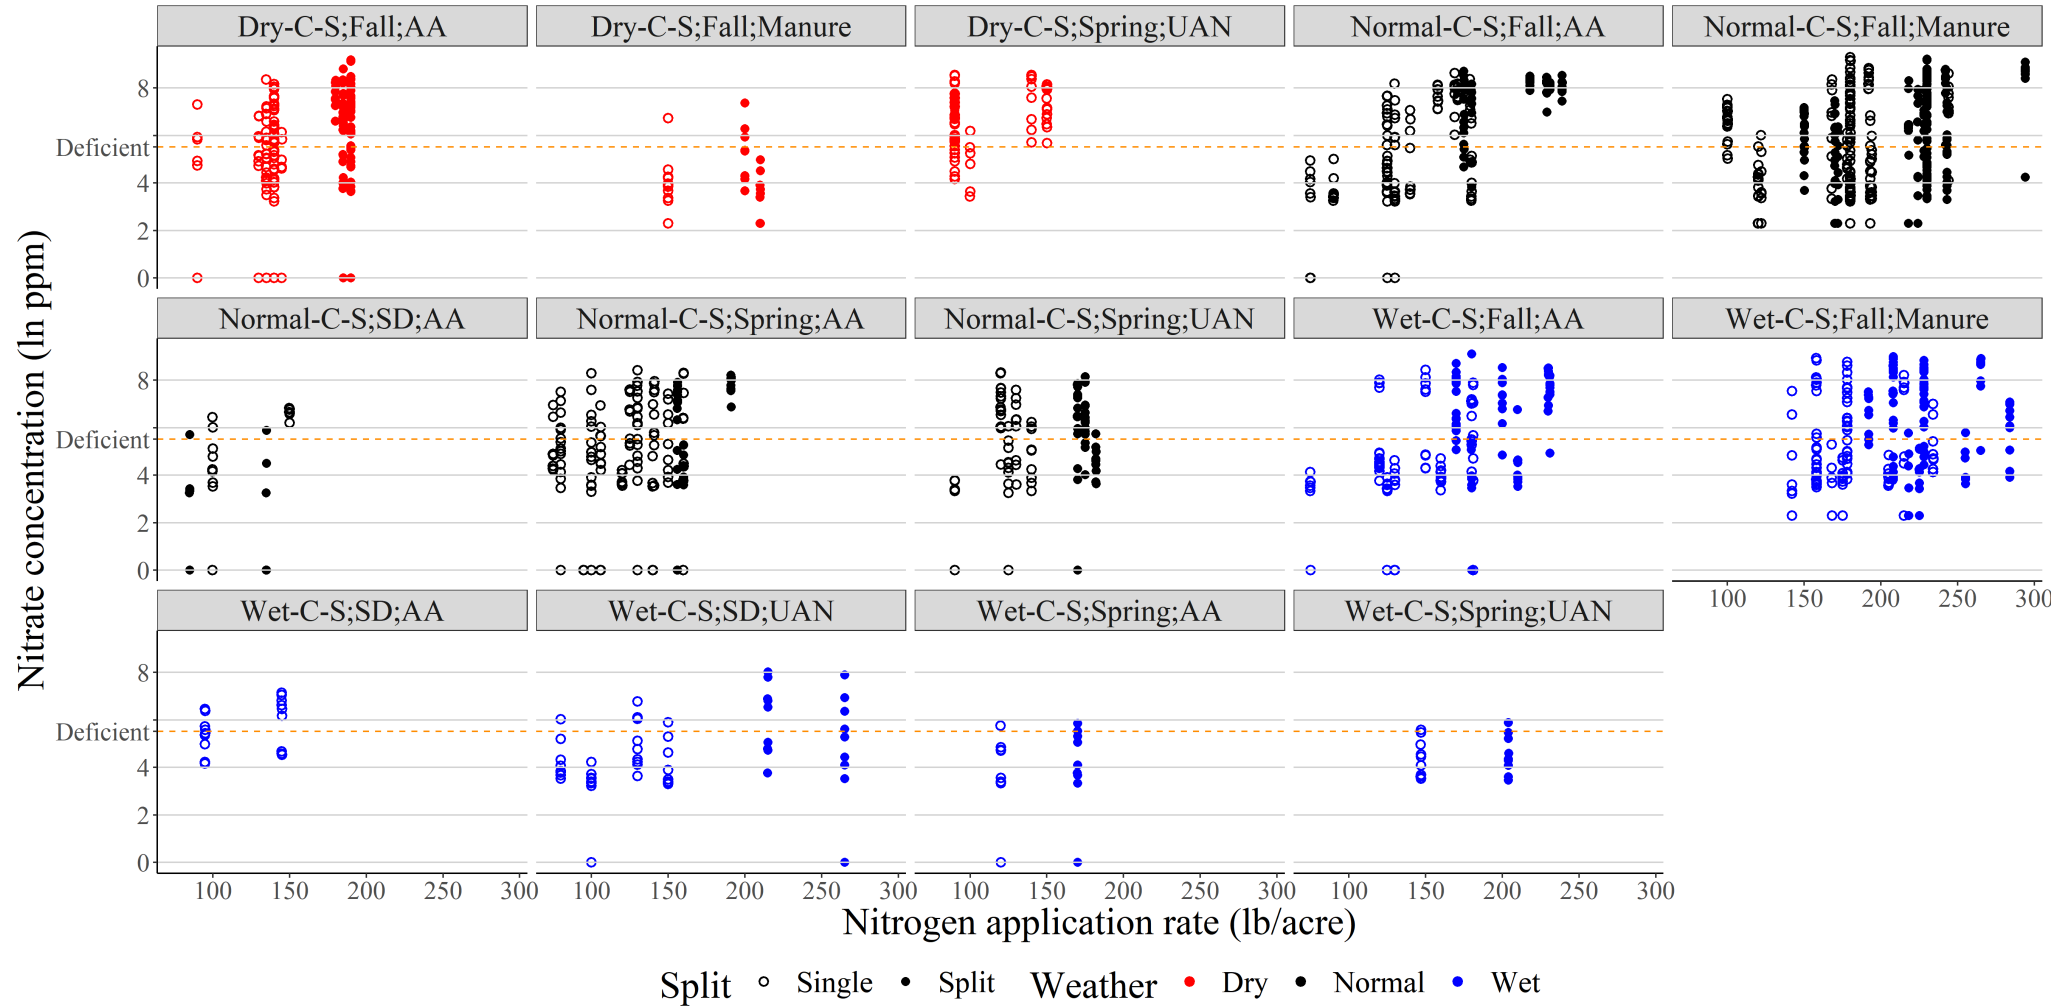 Dry-C-S;Fall;AA
Dry-C-S;Fall;Manure
Dry-C-S;Spring;UAN
Normal-C-S;Fall;AA
Normal-C-S;Fall;Manure
8
Deficient
4
2
0
Normal-C-S;SD;AA
Normal-C-S;Spring;AA
Normal-C-S;Spring;UAN
Wet-C-S;Fall;AA
Wet-C-S;Fall;Manure
8
Deficient
4
2
0
100 150 200 250 300
Wet-C-S;SD;AA
Wet-C-S;SD;UAN
Wet-C-S;Spring;AA
Wet-C-S;Spring;UAN
8
Deficient
4
2
0
100 150 200 250 300
100 150 200 250 300
100 150 200 250 300
100 150 200 250 300
Nitrate concentration (ln ppm)
Nitrogen application rate (lb/acre)
Split Single Split Weather Dry Normal Wet